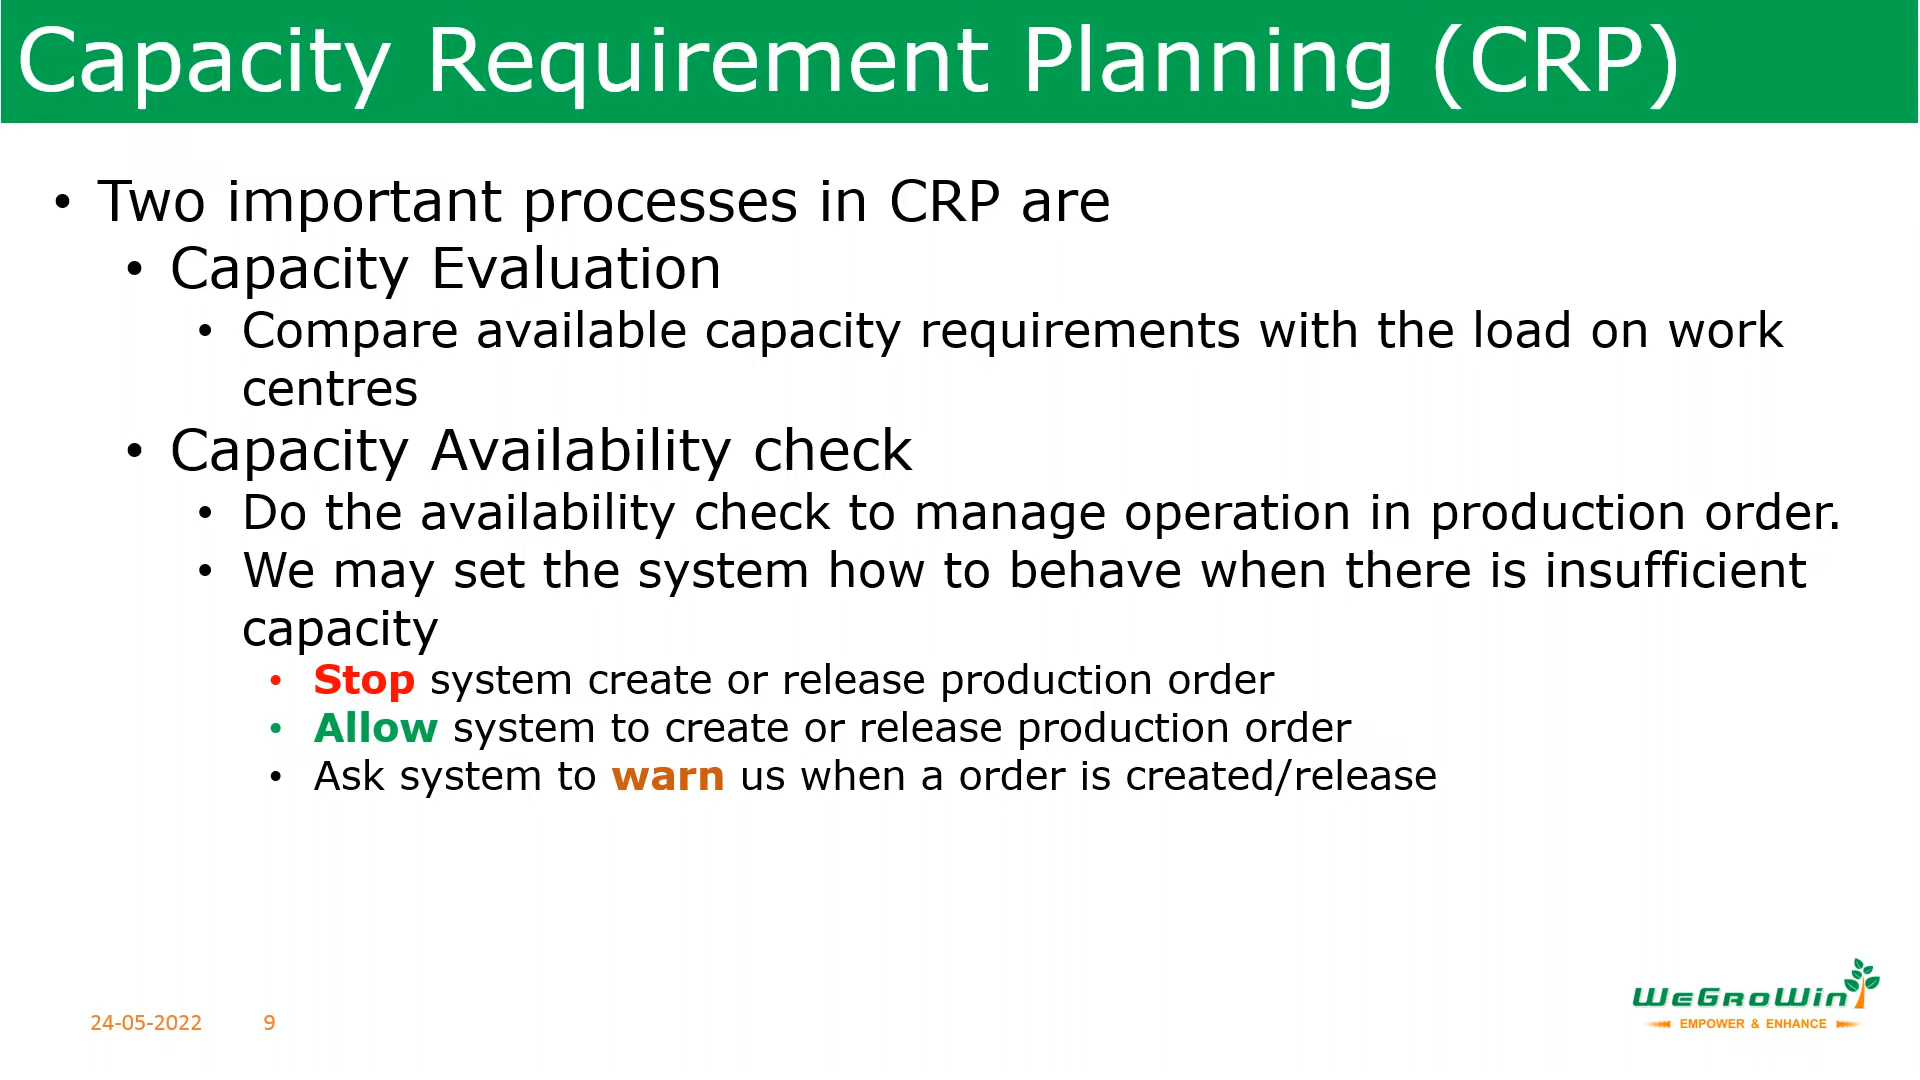 Capacity Requirement Planning (CRP)
• Two important processes in CRP are
• Capacity Evaluation
• Compare available capacity requirements with the load on work
centres
• Capacity Availability check
• Do the availability check to manage operation in production order.
• We may set the system how to behave when there is insufficient
capacity
• Stop system create or release production order
• Allow system to create or release production order
• Ask system to warn us when a order is created/release
24-05-2022 9
WeGroWin
EMPOWER & ENHANCE